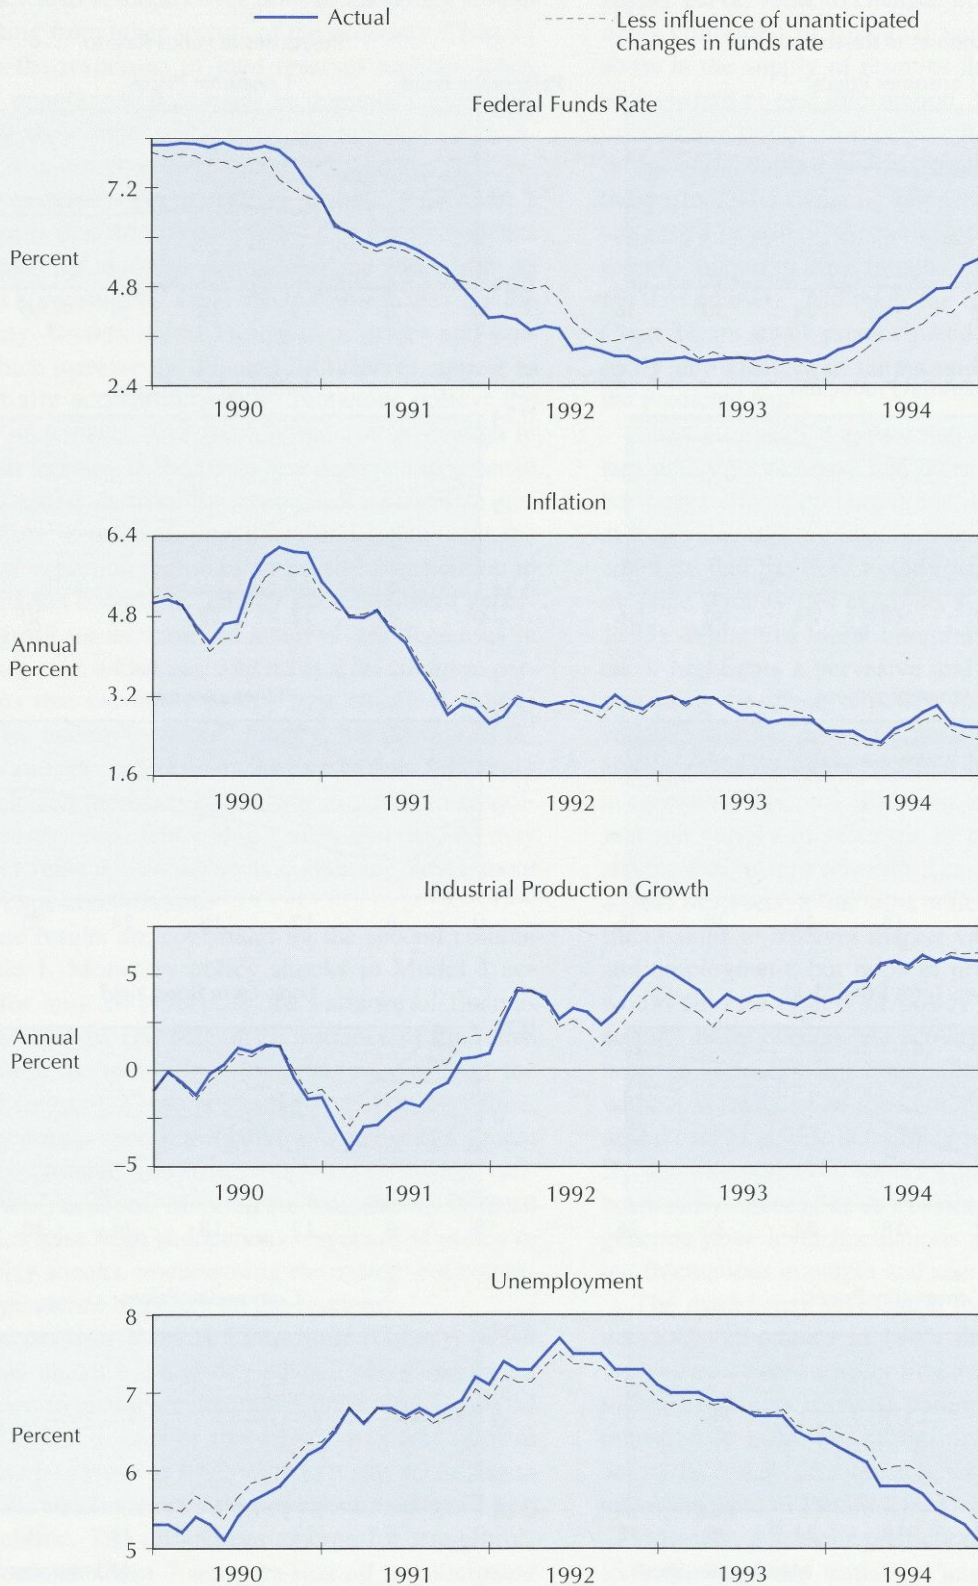 Actual
Less influence of unanticipated
changes in funds rate
Federal Funds Rate
7.2
Percent
4.8
2.4
1990 1991 1992 1993 1994
Inflation
6.4
4.8
Annual
Percent
3.2
1.6
1990 1991 1992 1993 1994
Industrial Production Growth
5
Annual
Percent
0
–5
1990 1991 1992 1993 1994
Unemployment
8
7
Percent
6
5
1990 1991 1992 1993 1994